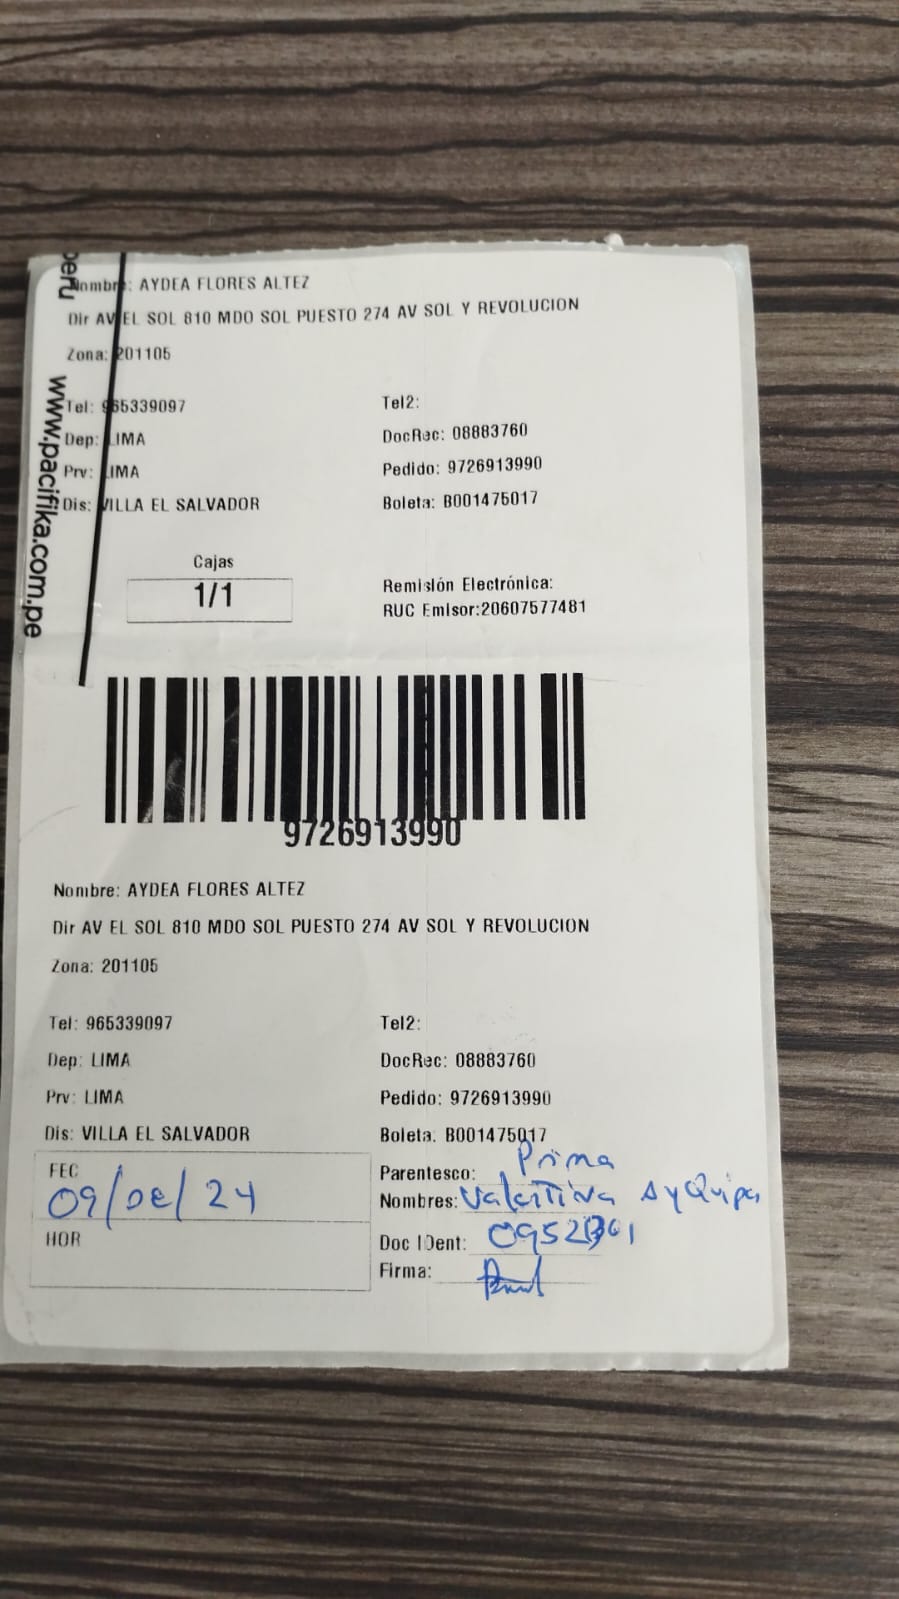 peru
www.pacifika.com.pe
Nombre: AYDEA FLORES ALTEZ
Dir AV EL SOL 810 MDO SOL PUESTO 274 AV SOL Y REVOLUCION
Zona: 201105
Tel: 965339097 Tel2:
Dep: LIMA DocRec: 08883760
Prv: LIMA Pedido: 9726913990
Dis: VILLA EL SALVADOR Boleta: B001475017
Cajas
1/1
Remisión Electrónica:
RUC Emisor:20607577481
9726913990
Nombre: AYDEA FLORES ALTEZ
Dir AV EL SOL 810 MDO SOL PUESTO 274 AV SOL Y REVOLUCION
Zona: 201105
Tel: 965339097 Tel2:
Dep: LIMA DocRec: 08883760
Prv: LIMA Pedido: 9726913990
Dis: VILLA EL SALVADOR Boleta: B001475017
FEC Parentesco: Prima
09/DE/24 Nombres: Valentina AyQuipa
HOR Doc IDent:
Firma: